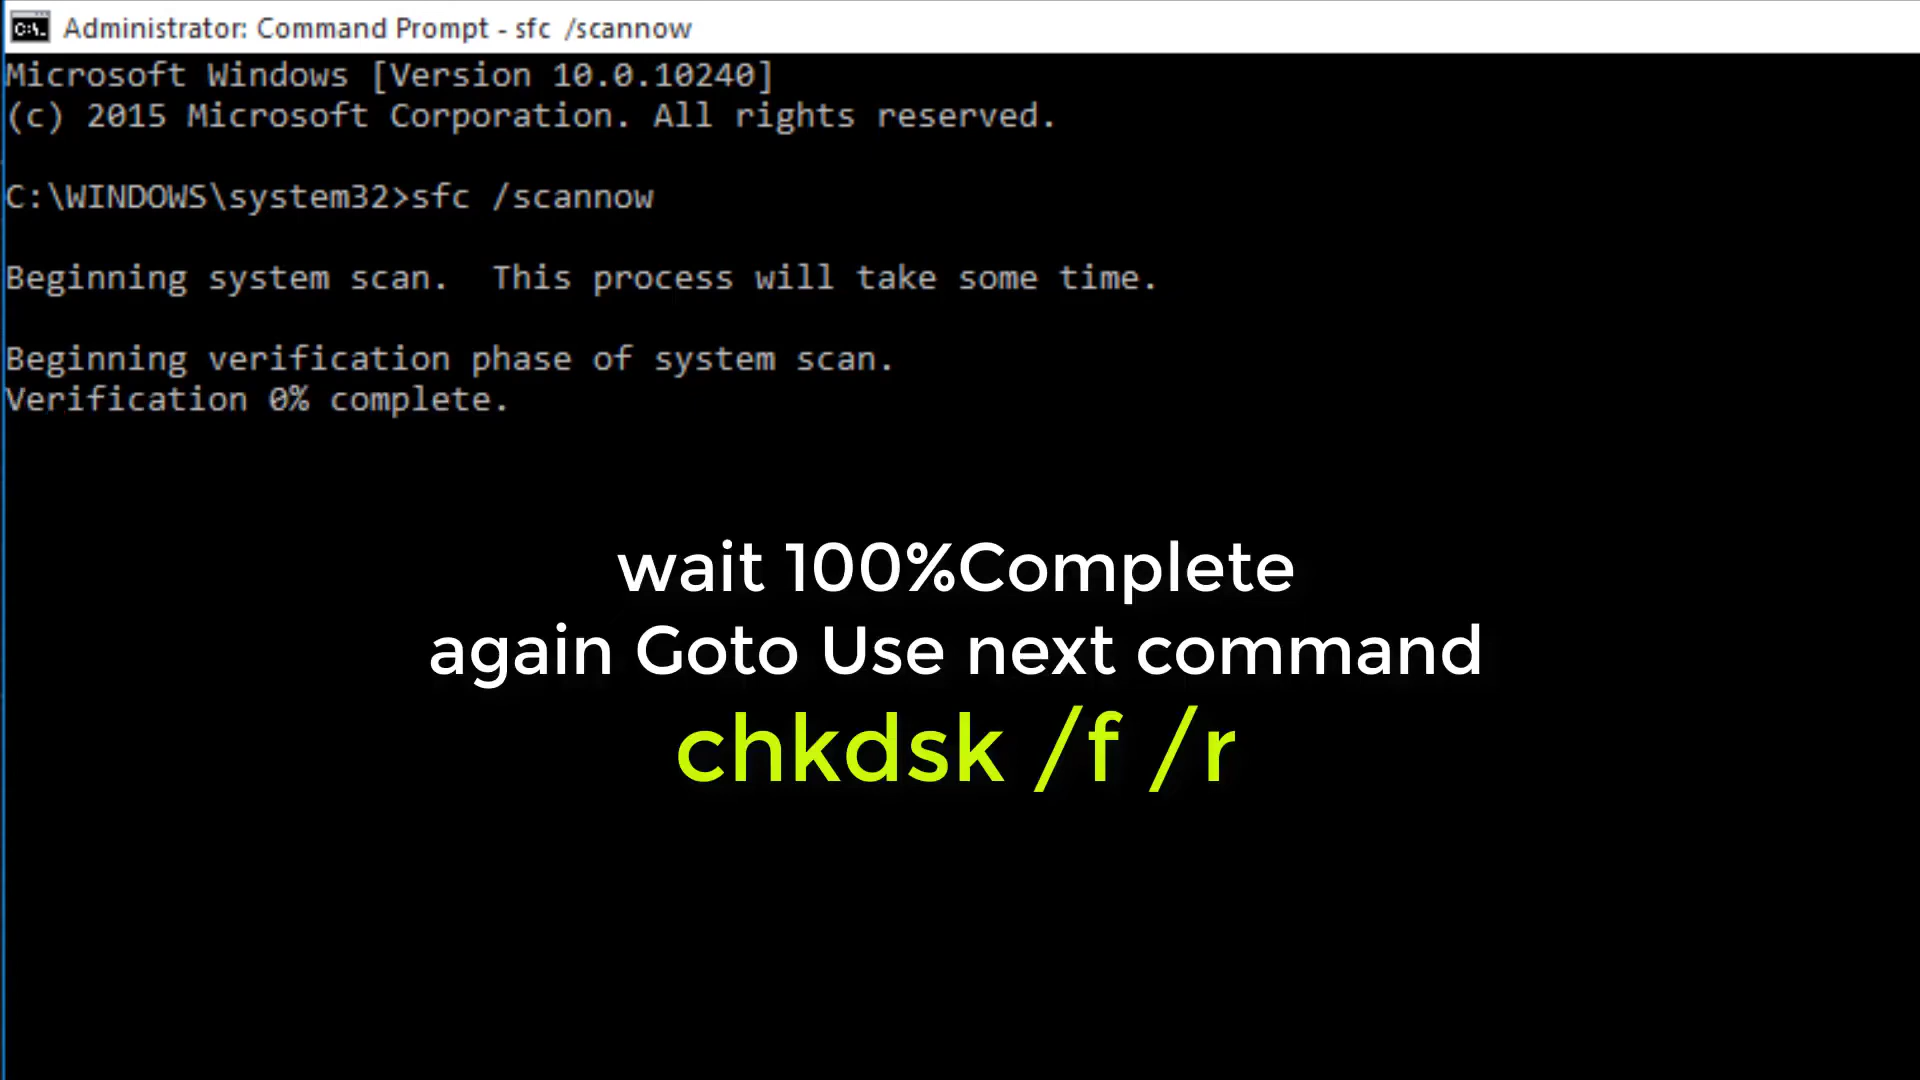 Administrator: Command Prompt - sfc /scannow
Microsoft Windows [Version 10.0.10240]
(c) 2015 Microsoft Corporation. All rights reserved.
C:\WINDOWS\system32>sfc /scannow
Beginning system scan.  This process will take some time.
Beginning verification phase of system scan.
Verification 0% complete.
wait 100%Complete
again Goto Use next command
chkdsk /f /r